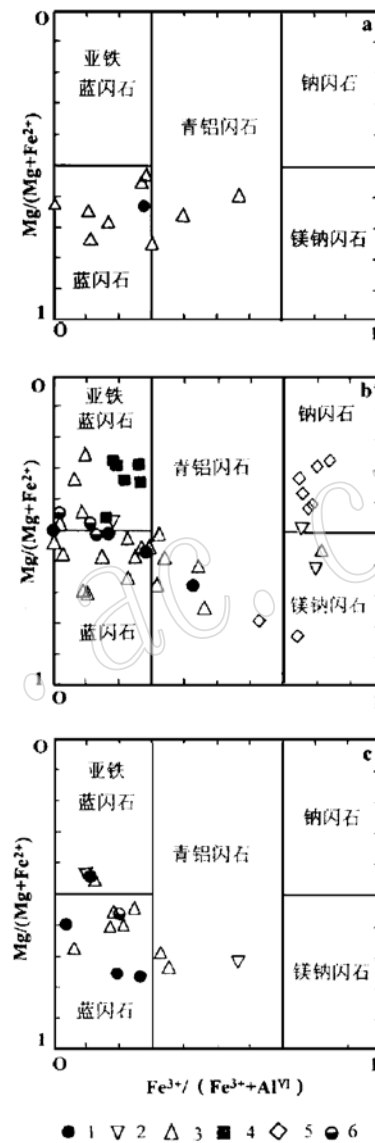 O
a
亚铁
蓝闪石
钠闪石
青铝闪石
Mg/(Mg+Fe²⁺)
镁钠闪石
蓝闪石
1
O
1
O
亚铁
b
蓝闪石
钠闪石
青铝闪石
Mg/(Mg+Fe²⁺)
镁钠闪石
蓝闪石
1
O
O
c
亚铁
蓝闪石
钠闪石
青铝闪石
Mg/(Mg+Fe²⁺)
镁钠闪石
蓝闪石
1
O
1
Fe³⁺/ ( Fe³⁺+Al^VI )
1 2 3 4 5 6
.ac.c